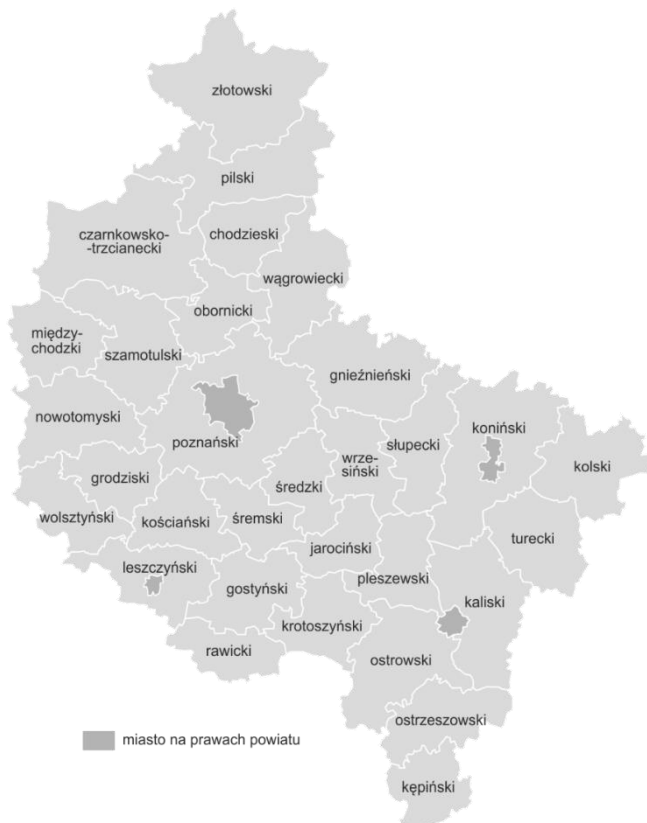 złotowski
pilski
czarnkowsko-
-trzcianecki
chodzieski
wągrowiecki
obornicki
między-
chodzki
szamotulski
gnieźnieński
nowotomyski
poznański
wrze-
siński
słupecki
koniński
kolski
grodziski
średzki
wolsztyński
kościański
śremski
jarociński
turecki
leszczyński
gostyński
pleszewski
kaliski
krotoszyński
rawicki
ostrowski
ostrzeszowski
miasto na prawach powiatu
kępiński